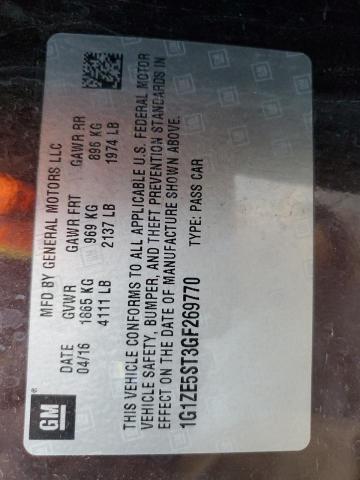 GM ®
MFD BY GENERAL MOTORS LLC
DATE GVWR GAWR FRT GAWR RR
04/16 1865 KG 969 KG 896 KG
4111 LB 2137 LB 1974 LB
THIS VEHICLE CONFORMS TO ALL APPLICABLE U.S. FEDERAL MOTOR
VEHICLE SAFETY, BUMPER, AND THEFT PREVENTION STANDARDS IN
EFFECT ON THE DATE OF MANUFACTURE SHOWN ABOVE.
1G1ZE5ST3GF269770 TYPE: PASS CAR